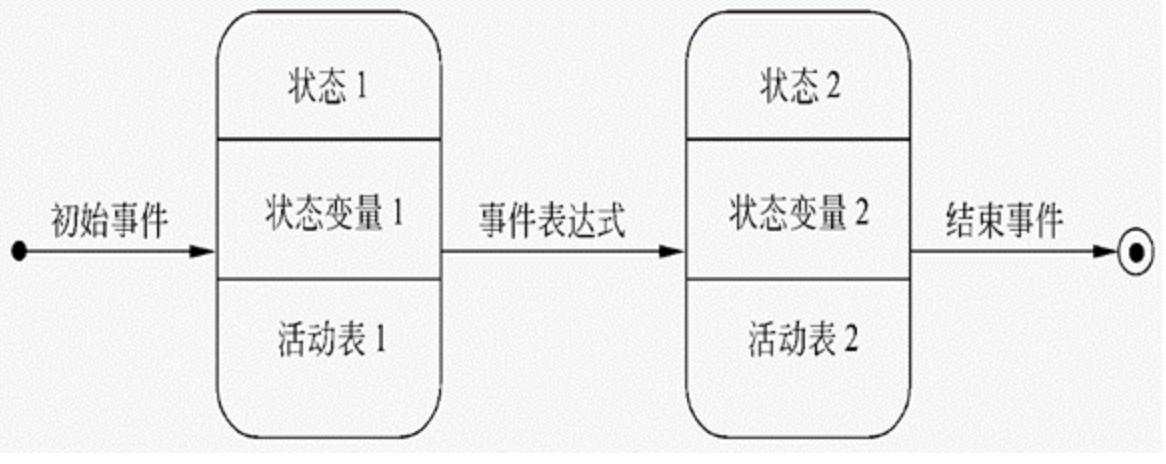 状态 1
状态 2
初始事件
状态变量 1
事件表达式
状态变量 2
结束事件
活动表 1
活动表 2